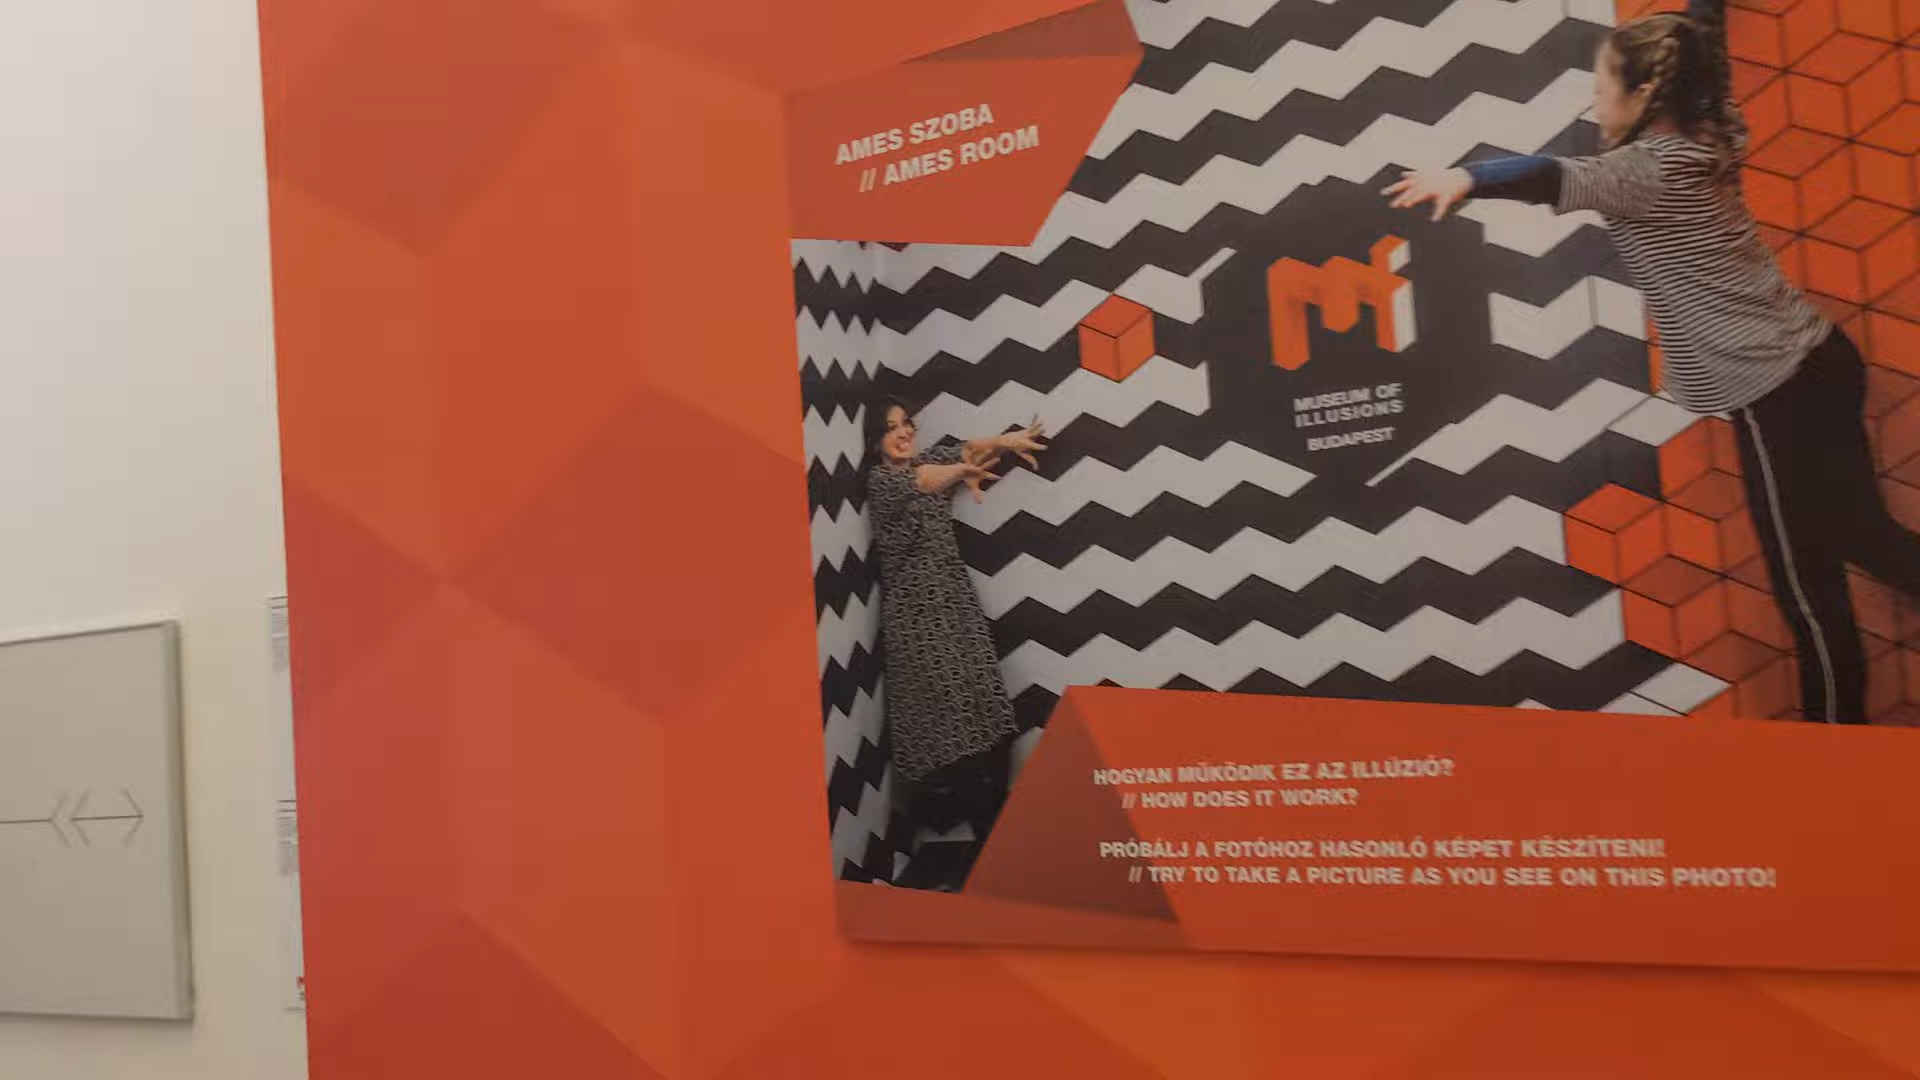 AMES SZOBA
// AMES ROOM
MUSEUM OF
ILLUSIONS
BUDAPEST
HOGYAN MŰKÖDIK EZ AZ ILLÚZIÓ?
// HOW DOES IT WORK?
PRÓBÁLJ A FOTÓHOZ HASONLÓ KÉPET KÉSZÍTENI!
// TRY TO TAKE A PICTURE AS YOU SEE ON THIS PHOTO!